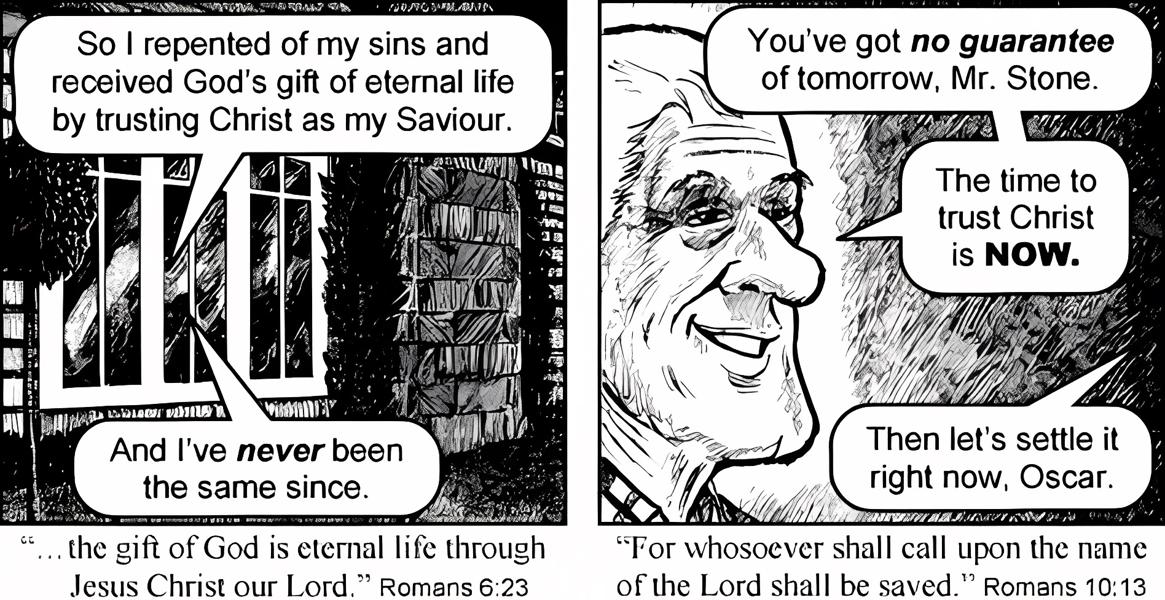 So I repented of my sins and
received God's gift of eternal life
by trusting Christ as my Saviour.
And I've never been
the same since.
"...the gift of God is eternal life through
Jesus Christ our Lord." Romans 6:23
You've got no guarantee
of tomorrow, Mr. Stone.
The time to
trust Christ
is NOW.
Then let's settle it
right now, Oscar.
"For whosoever shall call upon the name
of the Lord shall be saved." Romans 10:13